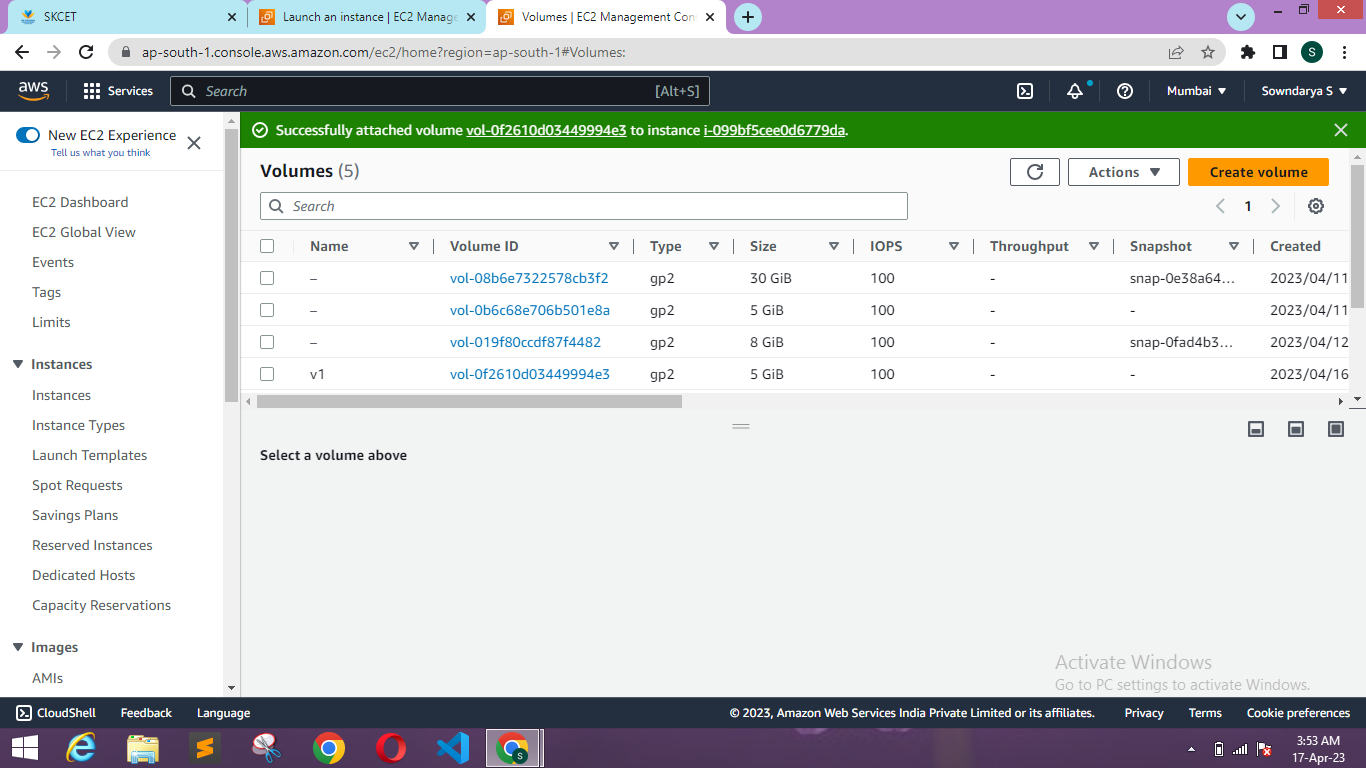 SKCET
Launch an instance | EC2 Manage
Volumes | EC2 Management Con
ap-south-1.console.aws.amazon.com/ec2/home?region=ap-south-1#Volumes:
S
aws
Services
Search
[Alt+S]
Mumbai
Sowndarya S
New EC2 Experience
Tell us what you think
EC2 Dashboard
EC2 Global View
Events
Tags
Limits
Instances
Instances
Instance Types
Launch Templates
Spot Requests
Savings Plans
Reserved Instances
Dedicated Hosts
Capacity Reservations
Images
AMIs
Successfully attached volume vol-0f2610d03449994e3 to instance i-099bf5cee0d6779da.
Volumes (5)
Actions
Create volume
Search
1
Name Volume ID Type Size IOPS Throughput Snapshot Created
– vol-08b6e7322578cb3f2 gp2 30 GiB 100 - snap-0e38a64... 2023/04/11
– vol-0b6c68e706b501e8a gp2 5 GiB 100 - - 2023/04/11
– vol-019f80ccdf87f4482 gp2 8 GiB 100 - snap-0fad4b3... 2023/04/12
v1 vol-0f2610d03449994e3 gp2 5 GiB 100 - - 2023/04/16
Select a volume above
Activate Windows
Go to PC settings to activate Windows.
CloudShell
Feedback
Language
© 2023, Amazon Web Services India Private Limited or its affiliates.
Privacy
Terms
Cookie preferences
3:53 AM
17-Apr-23